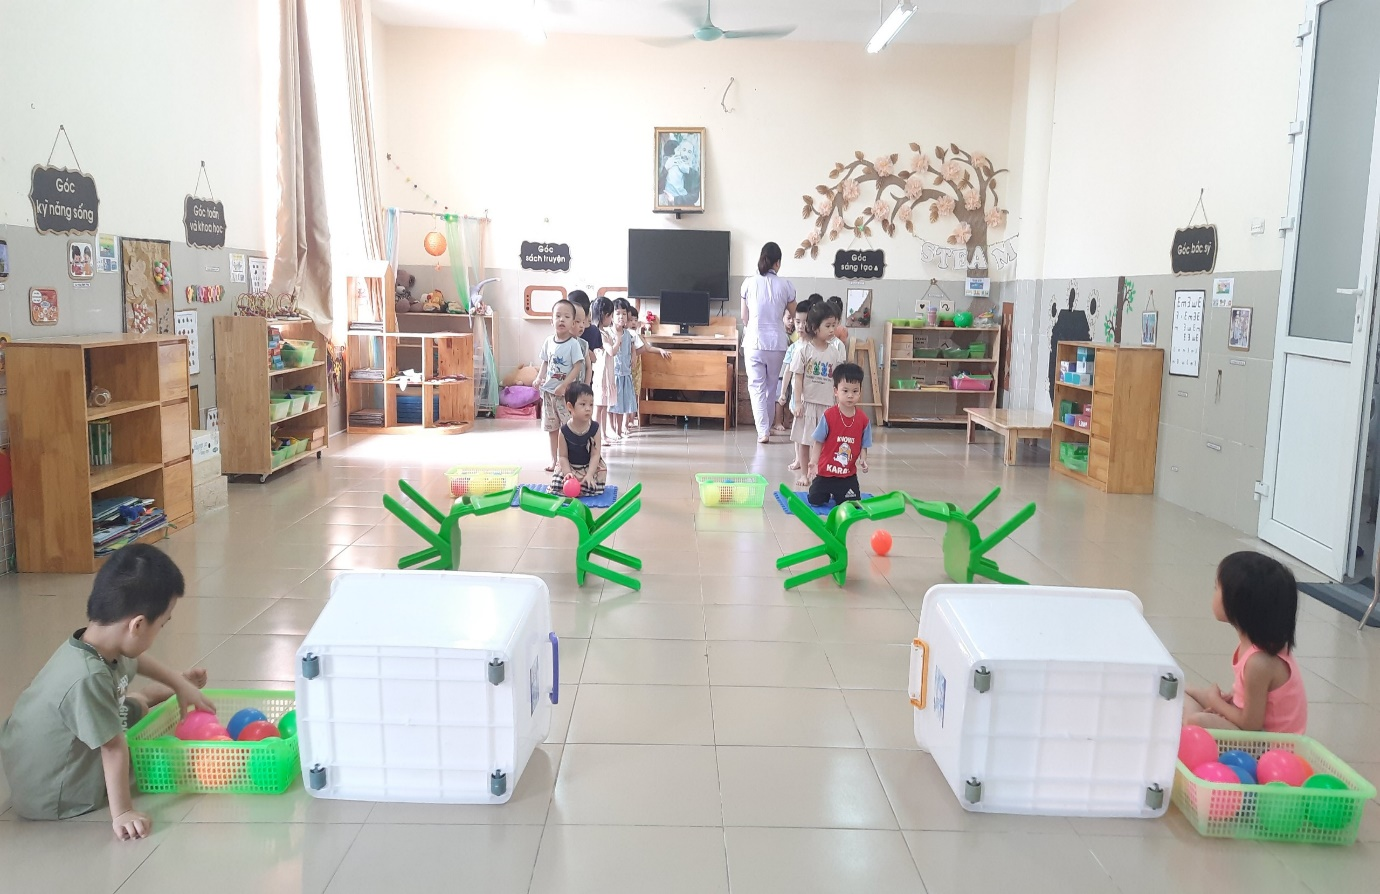 Góc
kỹ năng sống
Góc toán
và khoa học
Góc
sách truyện
Góc
sáng tạo
STEAM
Góc bác sỹ
KARA